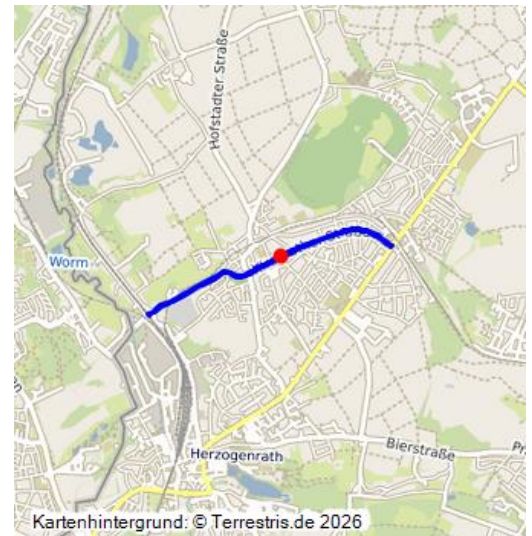 Hofstadter Straße
Worm
Herzogenrath
Bierstraße
Kartenhintergrund: © Terrestris.de 2026